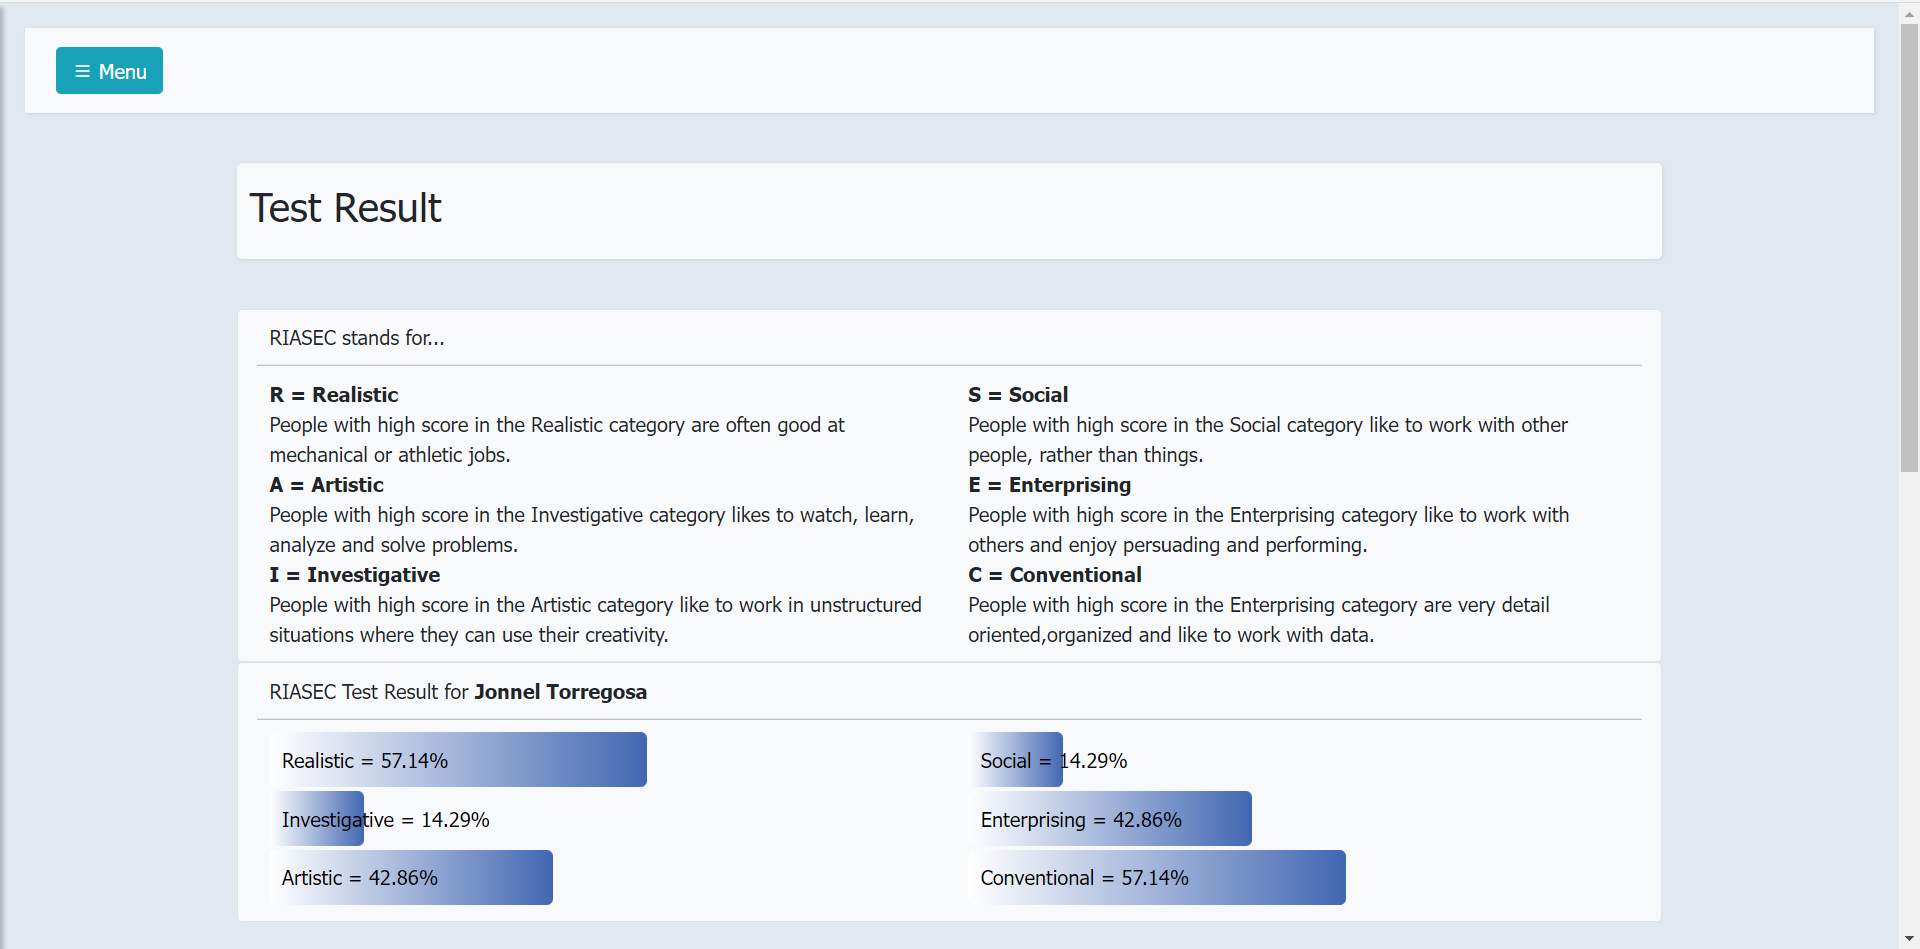 Menu
Test Result
RIASEC stands for...
R = Realistic
People with high score in the Realistic category are often good at
mechanical or athletic jobs.
A = Artistic
People with high score in the Investigative category likes to watch, learn,
analyze and solve problems.
I = Investigative
People with high score in the Artistic category like to work in unstructured
situations where they can use their creativity.
S = Social
People with high score in the Social category like to work with other
people, rather than things.
E = Enterprising
People with high score in the Enterprising category like to work with
others and enjoy persuading and performing.
C = Conventional
People with high score in the Enterprising category are very detail
oriented,organized and like to work with data.
RIASEC Test Result for Jonnel Torregosa
Realistic = 57.14%
Investigative = 14.29%
Artistic = 42.86%
Social = 14.29%
Enterprising = 42.86%
Conventional = 57.14%